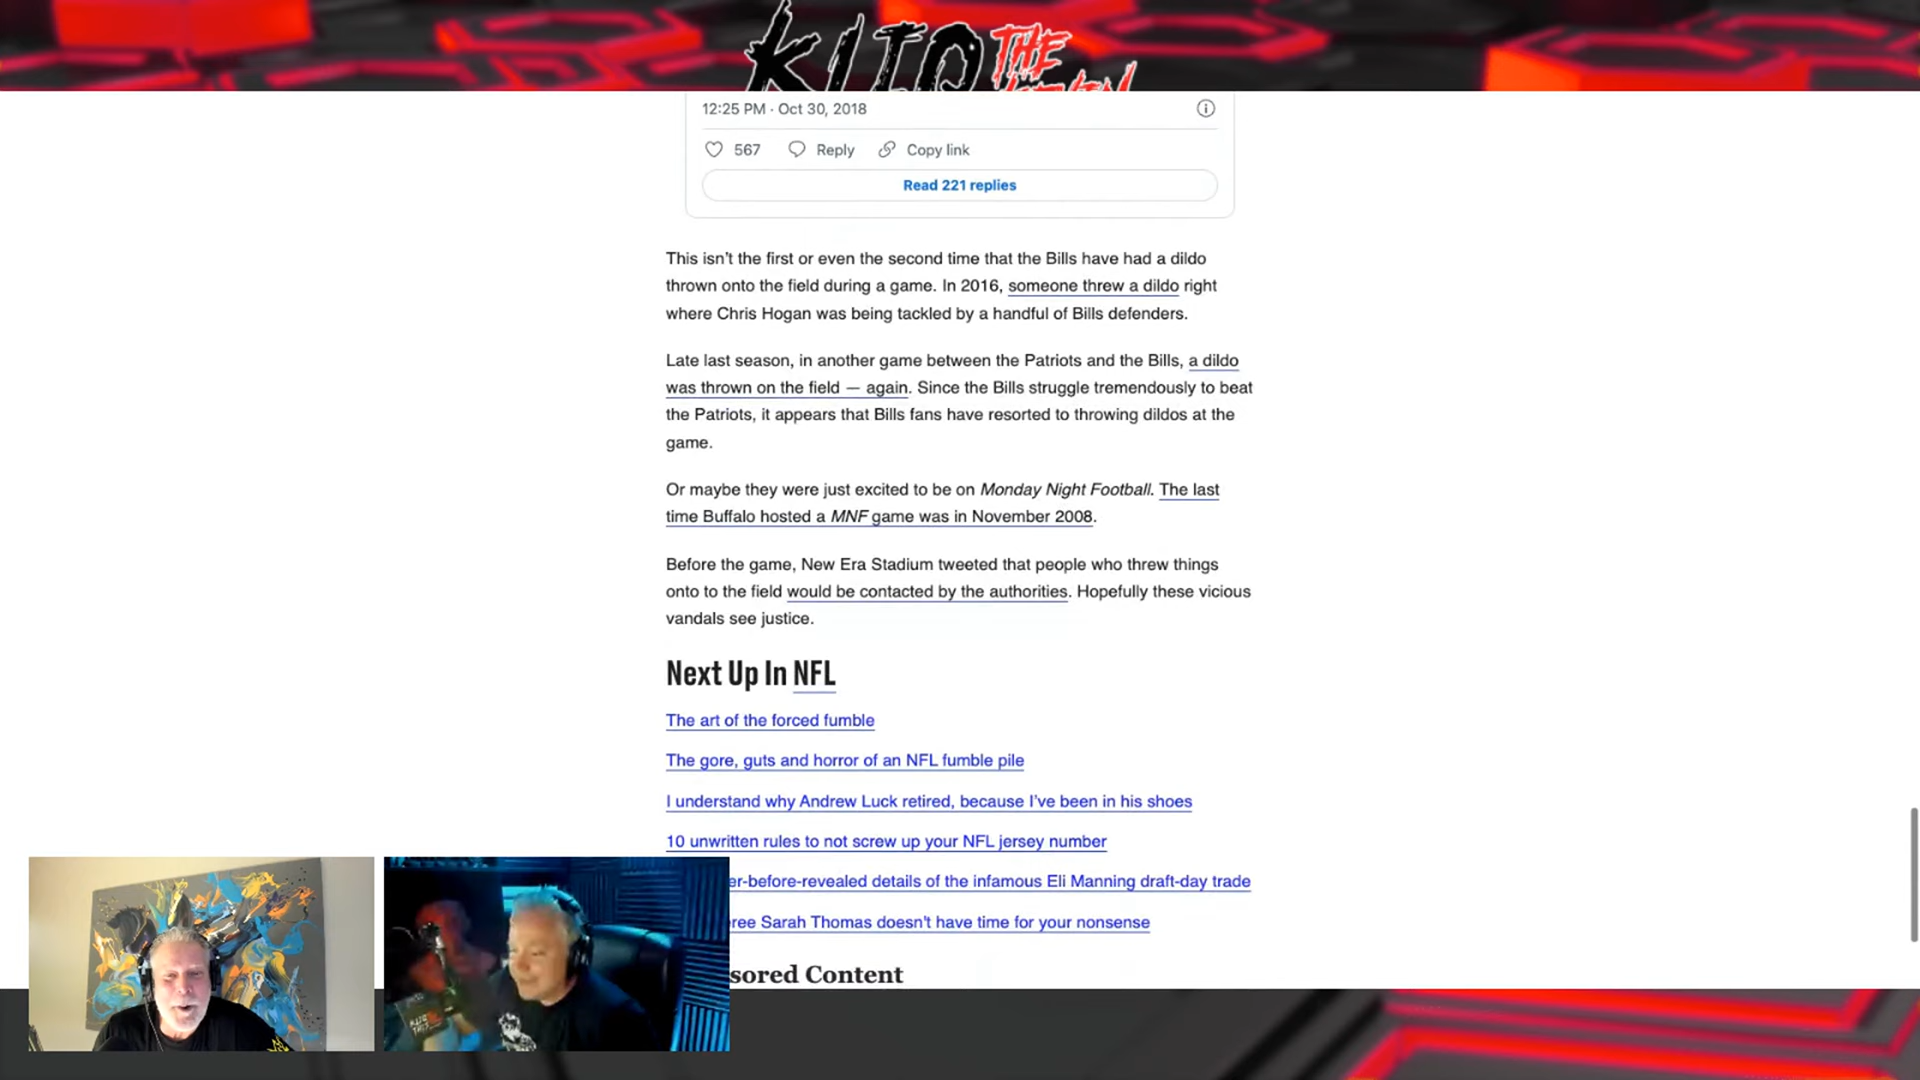 KLIQ THE
12:25 PM · Oct 30, 2018
567 Reply Copy link
Read 221 replies
This isn’t the first or even the second time that the Bills have had a dildo
thrown onto the field during a game. In 2016, someone threw a dildo right
where Chris Hogan was being tackled by a handful of Bills defenders.
Late last season, in another game between the Patriots and the Bills, a dildo
was thrown on the field — again. Since the Bills struggle tremendously to beat
the Patriots, it appears that Bills fans have resorted to throwing dildos at the
game.
Or maybe they were just excited to be on Monday Night Football. The last
time Buffalo hosted a MNF game was in November 2008.
Before the game, New Era Stadium tweeted that people who threw things
onto to the field would be contacted by the authorities. Hopefully these vicious
vandals see justice.
Next Up In NFL
The art of the forced fumble
The gore, guts and horror of an NFL fumble pile
I understand why Andrew Luck retired, because I’ve been in his shoes
10 unwritten rules to not screw up your NFL jersey number
er-before-revealed details of the infamous Eli Manning draft-day trade
ree Sarah Thomas doesn't have time for your nonsense
sored Content